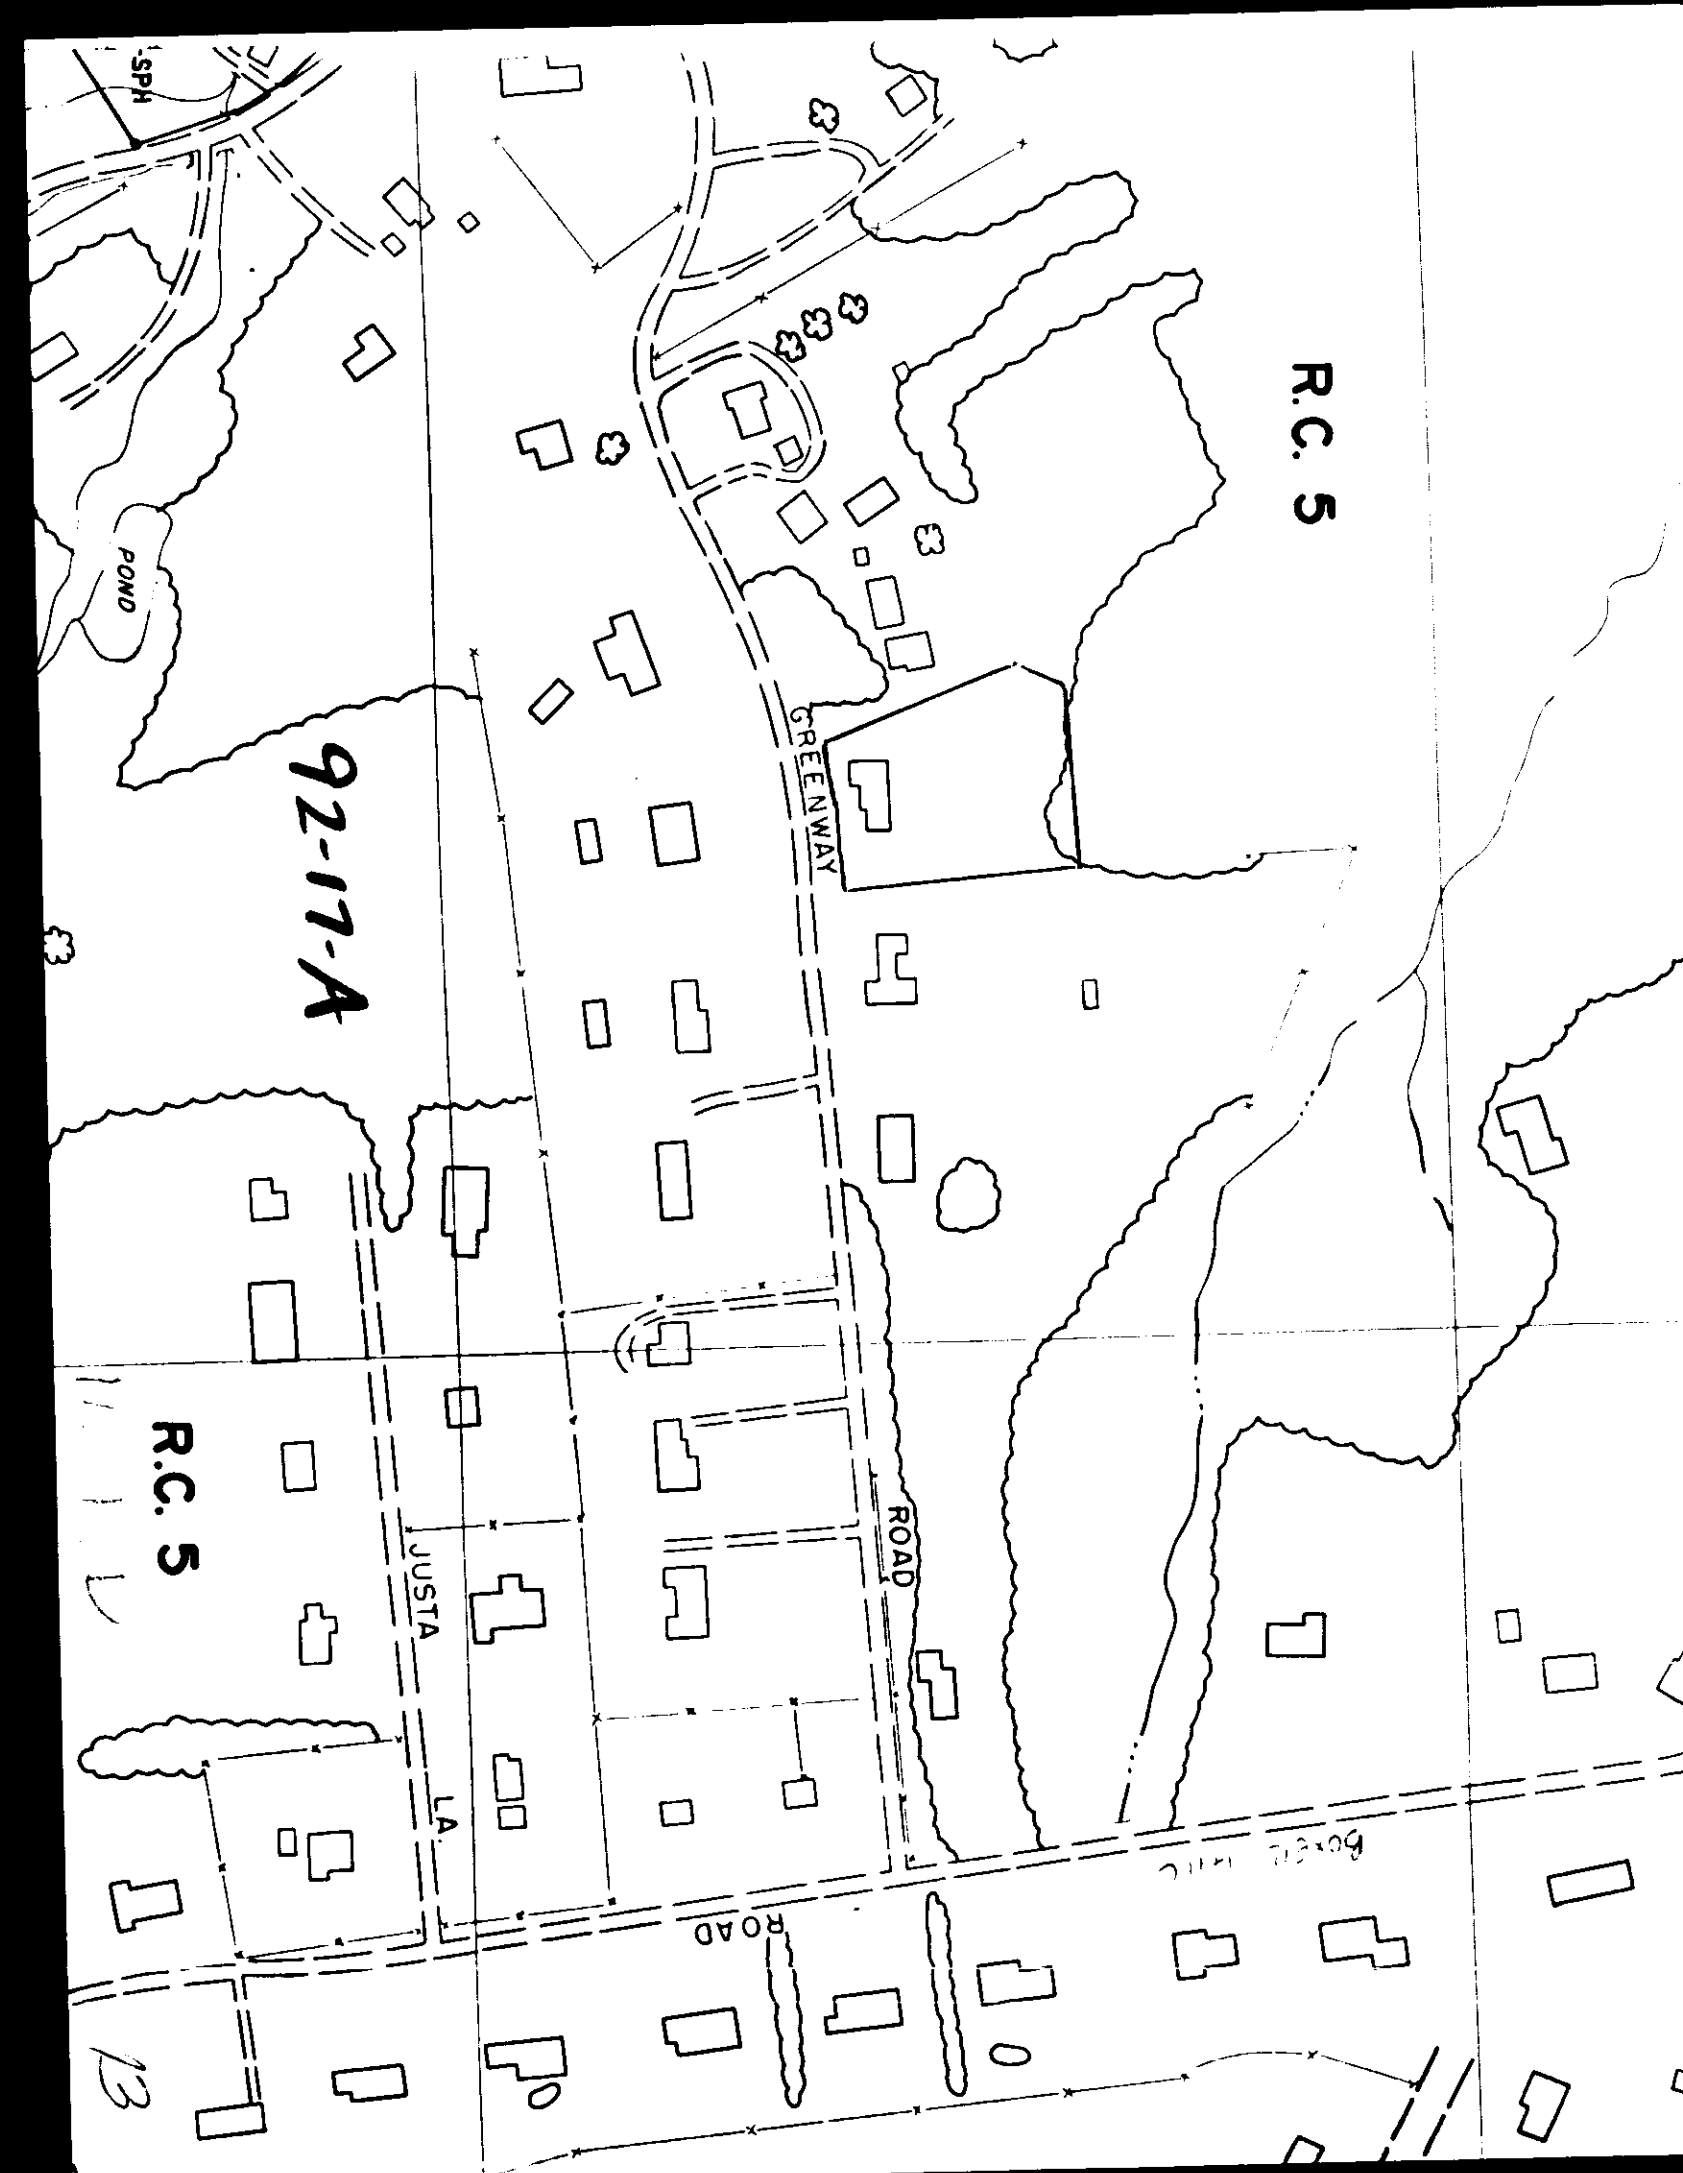 -SPH
R.C. 5
POND
GREENWAY
92-17-A
R.C. 5
ROAD
JUSTA
LA.
ROAD
13